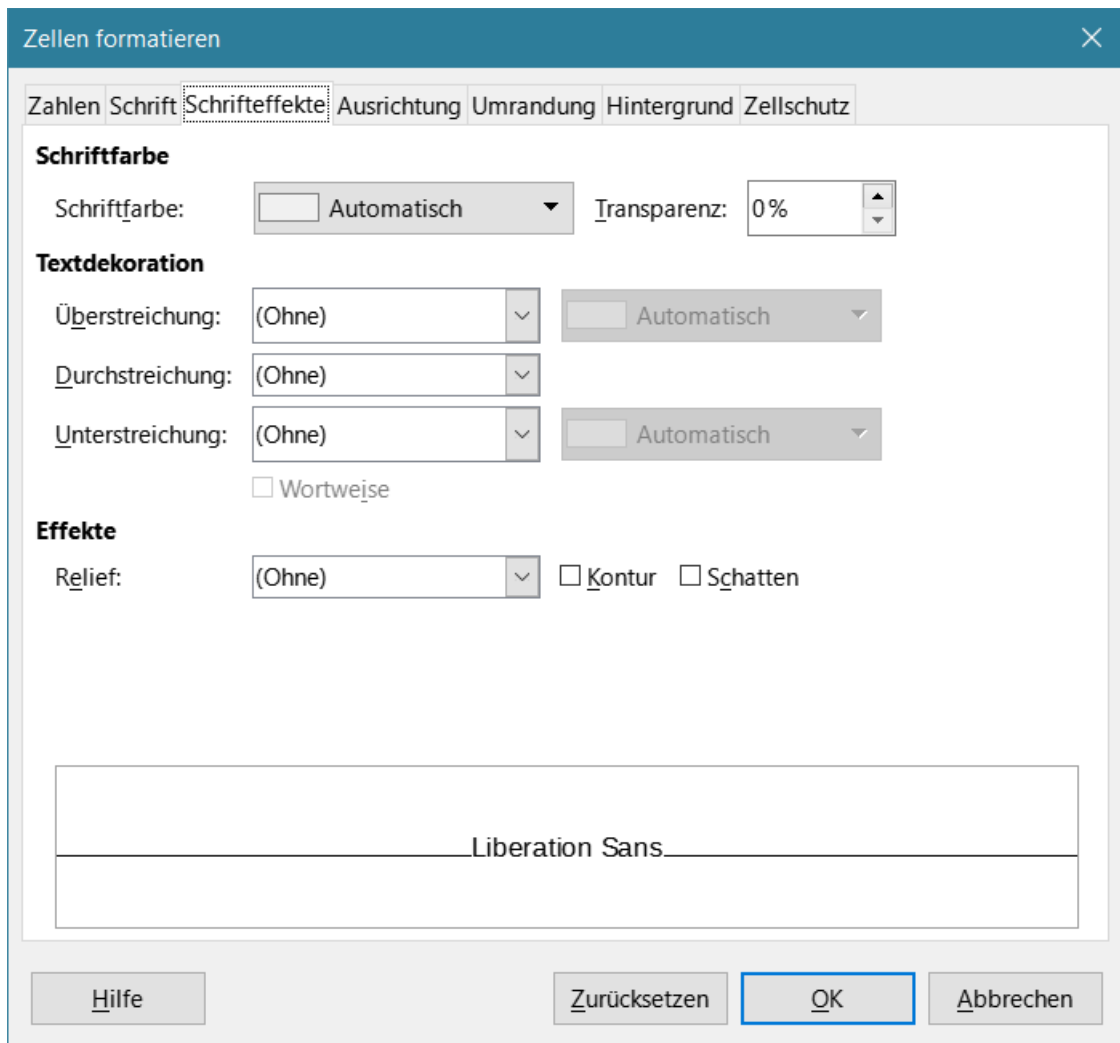 Zellen formatieren
Zahlen Schrift Schrifteffekte Ausrichtung Umrandung Hintergrund Zellschutz
Schriftfarbe
Schriftfarbe: Automatisch Transparenz: 0%
Textdekoration
Überstreichung: (Ohne) Automatisch
Durchstreichung: (Ohne)
Unterstreichung: (Ohne) Automatisch
Wortweise
Effekte
Relief: (Ohne) Kontur Schatten
Liberation Sans
Hilfe Zurücksetzen OK Abbrechen